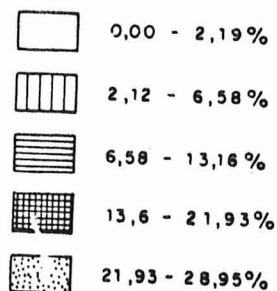 0,00 - 2,19%
2,12 - 6,58%
6,58 - 13,16%
13,6 - 21,93%
21,93 - 28,95%